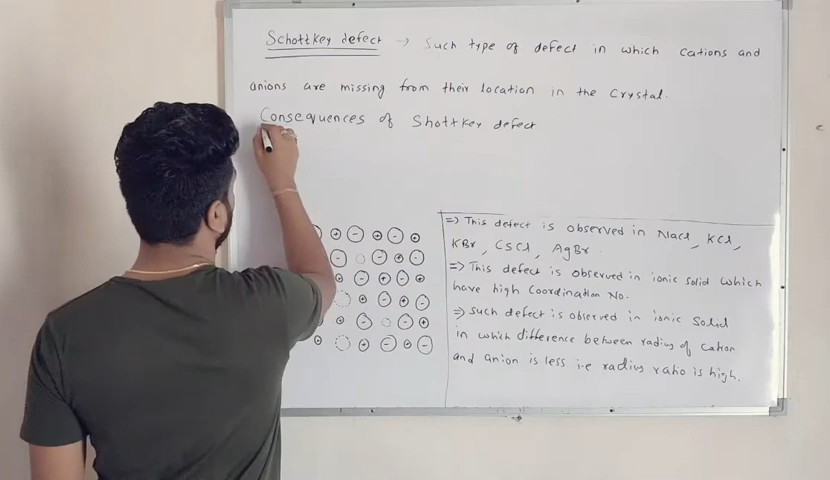 Schottkey defect → Such type of defect in which Cations and
anions are missing from their location in the Crystal.
Consequences of Shottkey defect
=) This defect is observed in NaCl, KCl,
KBr, CsCl, AgBr.
=) This defect is observed in ionic solid which
have high Coordination No.
=) Such defect is observed in ionic Solid
in which difference between radius of Cation
and anion is less i.e radius ratio is high.